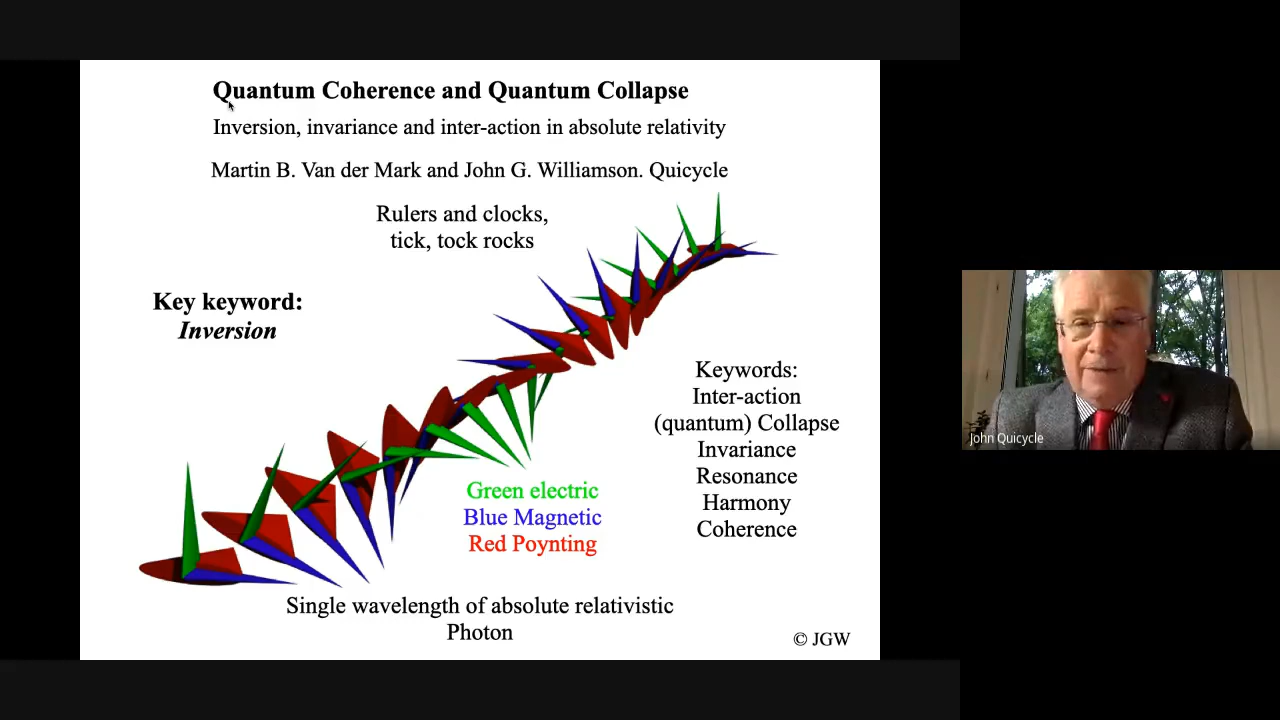 Quantum Coherence and Quantum Collapse
Inversion, invariance and inter-action in absolute relativity
Martin B. Van der Mark and John G. Williamson. Quicycle
Rulers and clocks,
tick, tock rocks
Key keyword:
Inversion
Keywords:
Inter-action
(quantum) Collapse
Invariance
Resonance
Harmony
Coherence
Green electric
Blue Magnetic
Red Poynting
Single wavelength of absolute relativistic
Photon
© JGW
John Quicycle